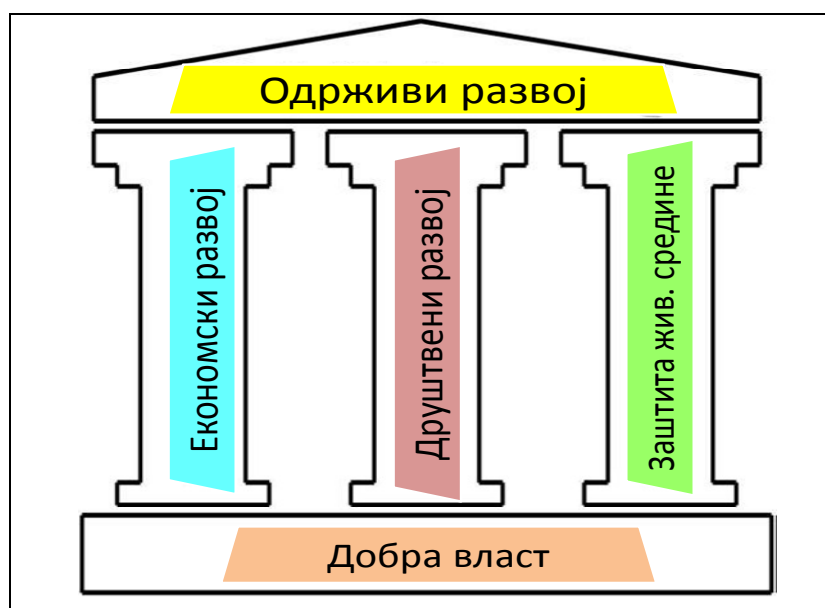 Одрживи развој
Економски развој
Друштвени развој
Заштита жив. средине
Добра власт